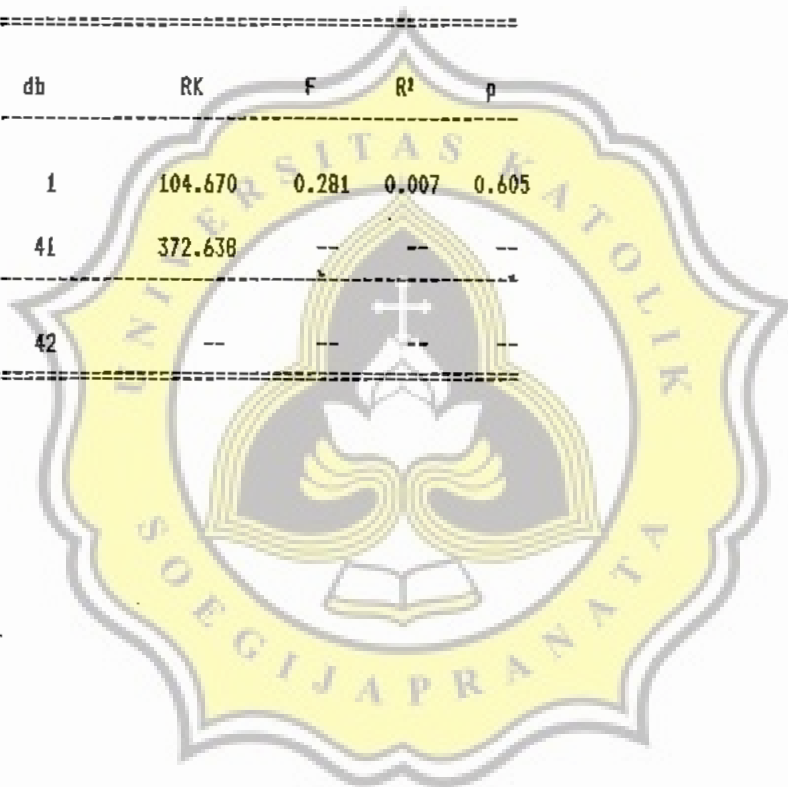 db RK F R² p
1 104.670 0.281 0.007 0.605
41 372.638 -- -- --
42 -- -- -- --
UNIVERSITAS KATOLIK
SOEGIJAPRANATA